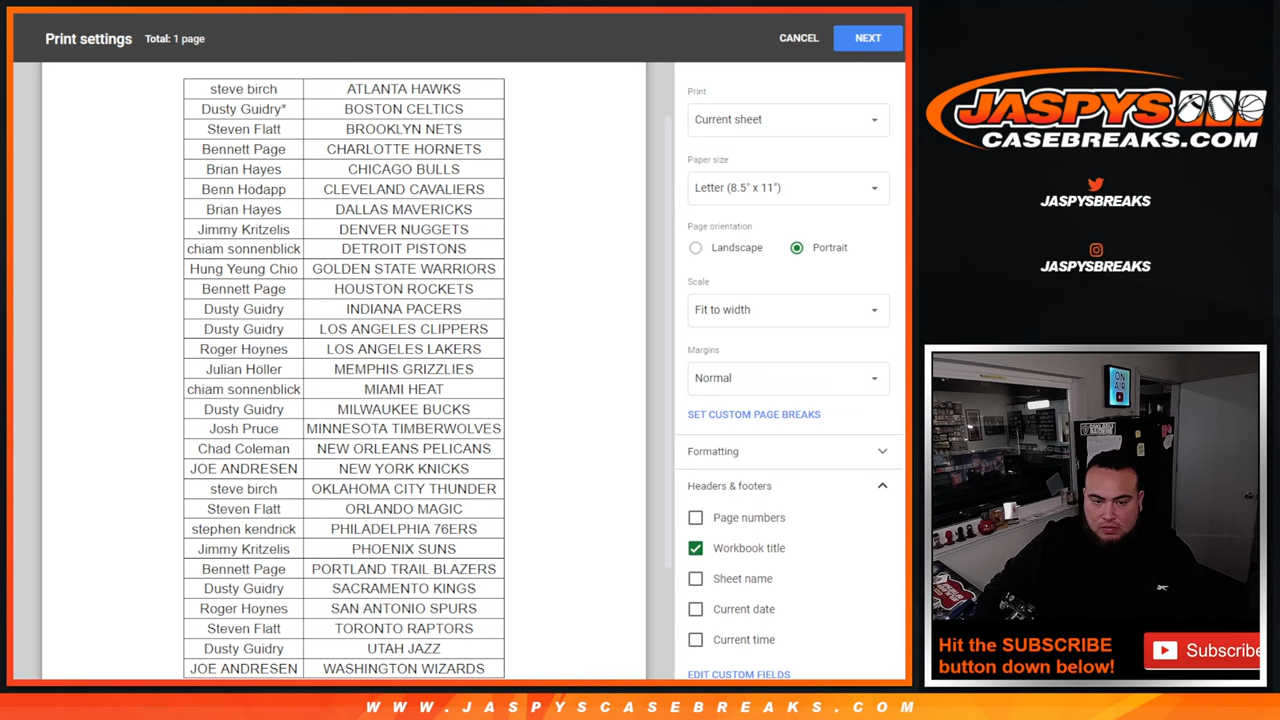 Print settings Total: 1 page CANCEL NEXT
steve birch ATLANTA HAWKS
Dusty Guidry* BOSTON CELTICS
Steven Flatt BROOKLYN NETS
Bennett Page CHARLOTTE HORNETS
Brian Hayes CHICAGO BULLS
Benn Hodapp CLEVELAND CAVALIERS
Brian Hayes DALLAS MAVERICKS
Jimmy Kritzelis DENVER NUGGETS
chiam sonnenblick DETROIT PISTONS
Hung Yeung Chio GOLDEN STATE WARRIORS
Bennett Page HOUSTON ROCKETS
Dusty Guidry INDIANA PACERS
Dusty Guidry LOS ANGELES CLIPPERS
Roger Hoynes LOS ANGELES LAKERS
Julian Höller MEMPHIS GRIZZLIES
chiam sonnenblick MIAMI HEAT
Dusty Guidry MILWAUKEE BUCKS
Josh Pruce MINNESOTA TIMBERWOLVES
Chad Coleman NEW ORLEANS PELICANS
JOE ANDRESEN NEW YORK KNICKS
steve birch OKLAHOMA CITY THUNDER
Steven Flatt ORLANDO MAGIC
stephen kendrick PHILADELPHIA 76ERS
Jimmy Kritzelis PHOENIX SUNS
Bennett Page PORTLAND TRAIL BLAZERS
Dusty Guidry SACRAMENTO KINGS
Roger Hoynes SAN ANTONIO SPURS
Steven Flatt TORONTO RAPTORS
Dusty Guidry UTAH JAZZ
JOE ANDRESEN WASHINGTON WIZARDS
Print
Current sheet
Paper size
Letter (8.5" x 11")
Page orientation
Landscape Portrait
Scale
Fit to width
Margins
Normal
SET CUSTOM PAGE BREAKS
Formatting
Headers & footers
Page numbers
Workbook title
Sheet name
Current date
Current time
EDIT CUSTOM FIELDS
JASPYS
CASEBREAKS.COM
JASPYSBREAKS
JASPYSBREAKS
ON
AIR
Hit the SUBSCRIBE
button down below!
Subscribe
WWW.JASPYSCASEBREAKS.COM